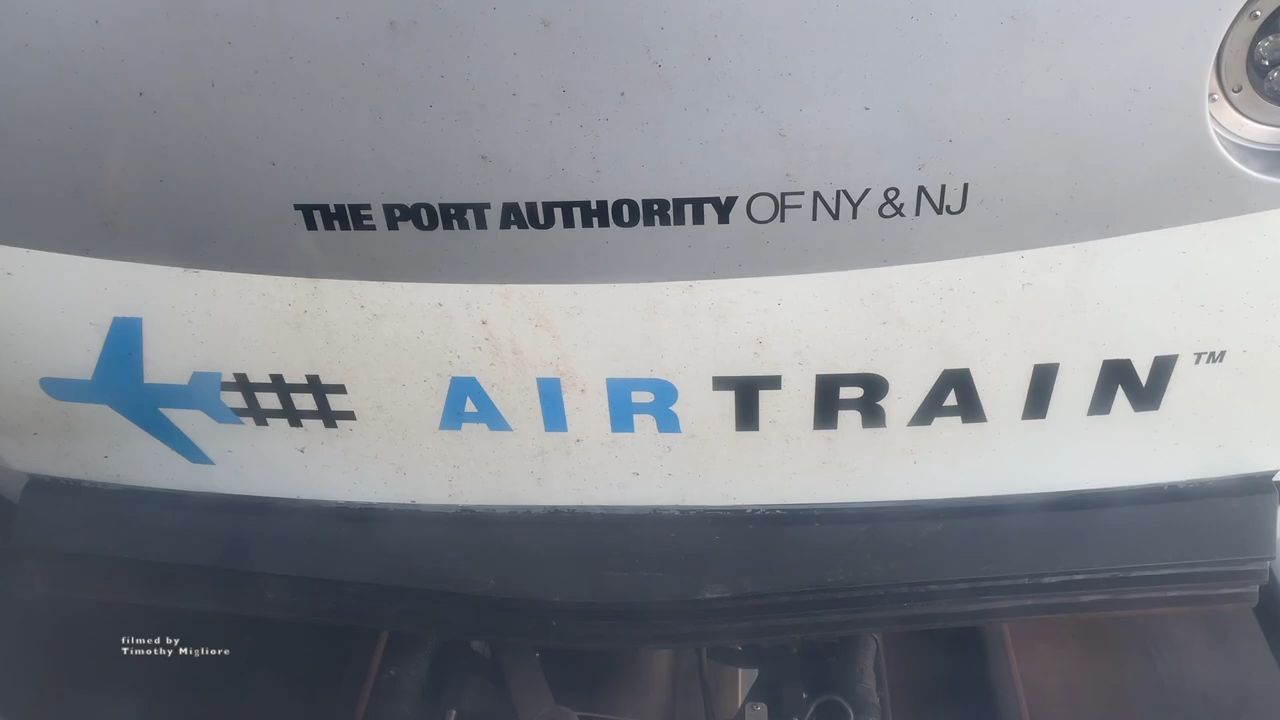 THE PORT AUTHORITY OF NY & NJ
AIRTRAIN™
filmed by
Timothy Migliore